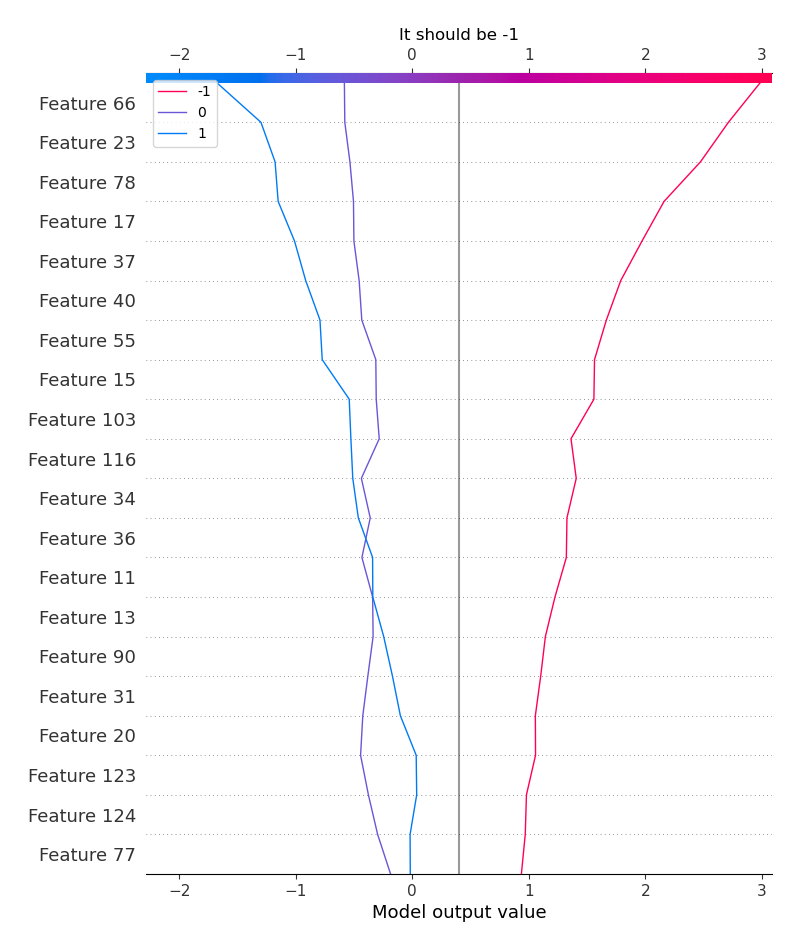 It should be -1
−2 −1 0 1 2 3
-1
0
1
Feature 66
Feature 23
Feature 78
Feature 17
Feature 37
Feature 40
Feature 55
Feature 15
Feature 103
Feature 116
Feature 34
Feature 36
Feature 11
Feature 13
Feature 90
Feature 31
Feature 20
Feature 123
Feature 124
Feature 77
−2 −1 0 1 2 3
Model output value